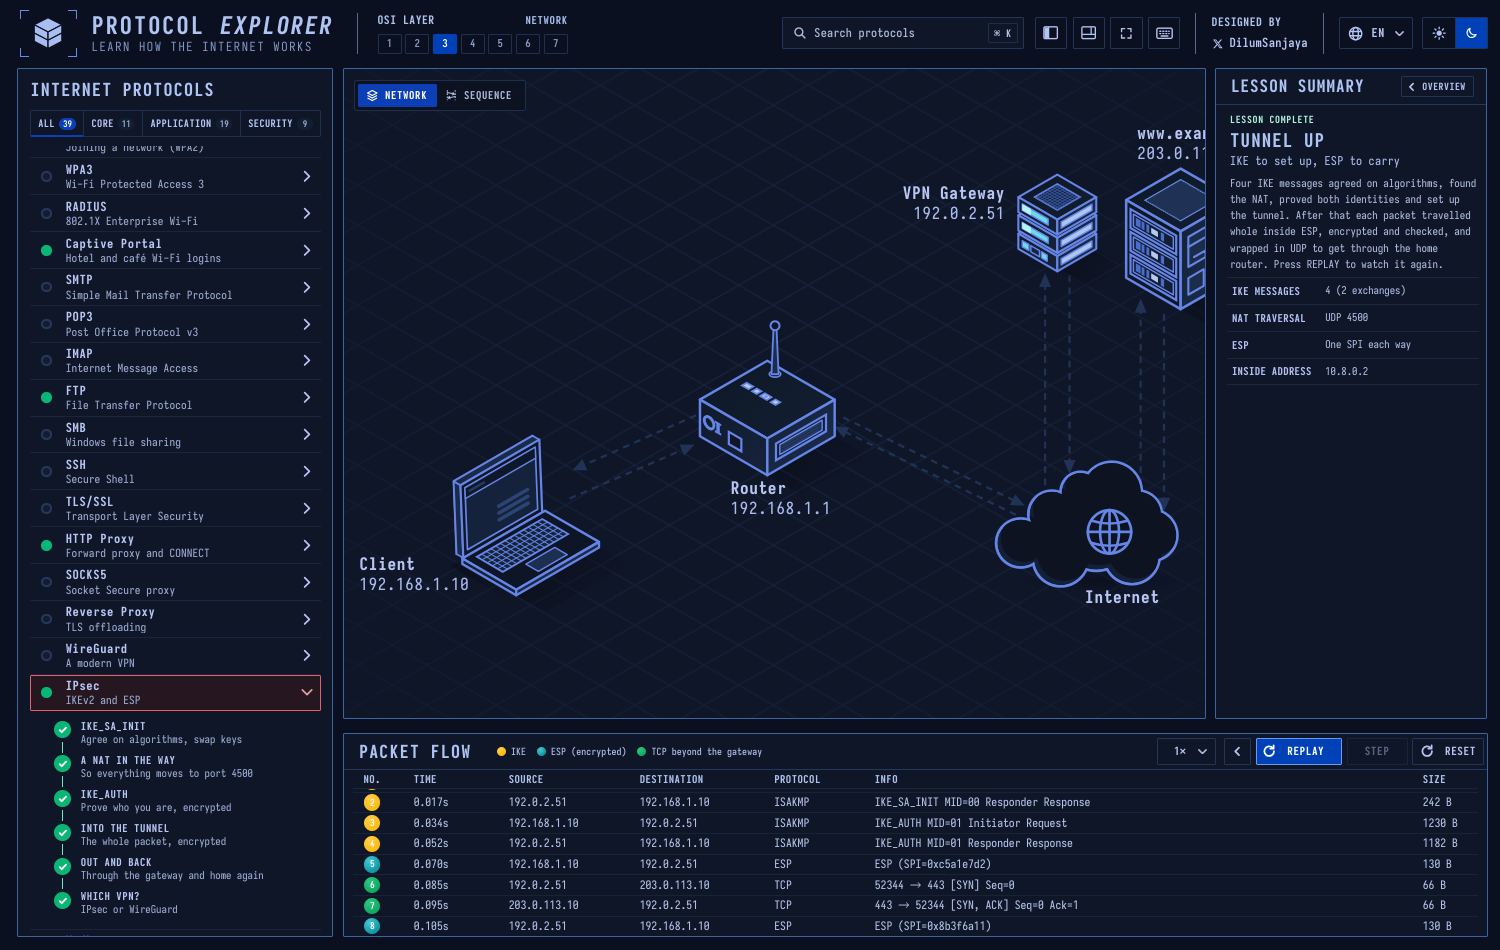 PROTOCOL EXPLORER
LEARN HOW THE INTERNET WORKS
OSI LAYER NETWORK
1 2 3 4 5 6 7
Search protocols ⌘ K
DESIGNED BY
DilumSanjaya
EN
INTERNET PROTOCOLS
ALL 39 CORE 11 APPLICATION 19 SECURITY 9
Joining a network (WPA2)
WPA3
Wi-Fi Protected Access 3
RADIUS
802.1X Enterprise Wi-Fi
Captive Portal
Hotel and café Wi-Fi logins
SMTP
Simple Mail Transfer Protocol
POP3
Post Office Protocol v3
IMAP
Internet Message Access
FTP
File Transfer Protocol
SMB
Windows file sharing
SSH
Secure Shell
TLS/SSL
Transport Layer Security
HTTP Proxy
Forward proxy and CONNECT
SOCKS5
Socket Secure proxy
Reverse Proxy
TLS offloading
WireGuard
A modern VPN
IPsec
IKEv2 and ESP
IKE_SA_INIT
Agree on algorithms, swap keys
A NAT IN THE WAY
So everything moves to port 4500
IKE_AUTH
Prove who you are, encrypted
INTO THE TUNNEL
The whole packet, encrypted
OUT AND BACK
Through the gateway and home again
WHICH VPN?
IPsec or WireGuard
NETWORK SEQUENCE
www.exa
203.0.11
VPN Gateway
192.0.2.51
Router
192.168.1.1
Client
192.168.1.10
Internet
LESSON SUMMARY OVERVIEW
LESSON COMPLETE
TUNNEL UP
IKE to set up, ESP to carry
Four IKE messages agreed on algorithms, found
the NAT, proved both identities and set up
the tunnel. After that each packet travelled
whole inside ESP, encrypted and checked, and
wrapped in UDP to get through the home
router. Press REPLAY to watch it again.
IKE MESSAGES 4 (2 exchanges)
NAT TRAVERSAL UDP 4500
ESP One SPI each way
INSIDE ADDRESS 10.8.0.2
PACKET FLOW IKE ESP (encrypted) TCP beyond the gateway 1× REPLAY STEP RESET
NO. TIME SOURCE DESTINATION PROTOCOL INFO SIZE
2 0.017s 192.0.2.51 192.168.1.10 ISAKMP IKE_SA_INIT MID=00 Responder Response 242 B
3 0.034s 192.168.1.10 192.0.2.51 ISAKMP IKE_AUTH MID=01 Initiator Request 1230 B
4 0.052s 192.0.2.51 192.168.1.10 ISAKMP IKE_AUTH MID=01 Responder Response 1182 B
5 0.070s 192.168.1.10 192.0.2.51 ESP ESP (SPI=0xc5a1e7d2) 130 B
6 0.085s 192.0.2.51 203.0.113.10 TCP 52344 → 443 [SYN] Seq=0 66 B
7 0.095s 203.0.113.10 192.0.2.51 TCP 443 → 52344 [SYN, ACK] Seq=0 Ack=1 66 B
8 0.105s 192.0.2.51 192.168.1.10 ESP ESP (SPI=0x8b3f6a11) 130 B